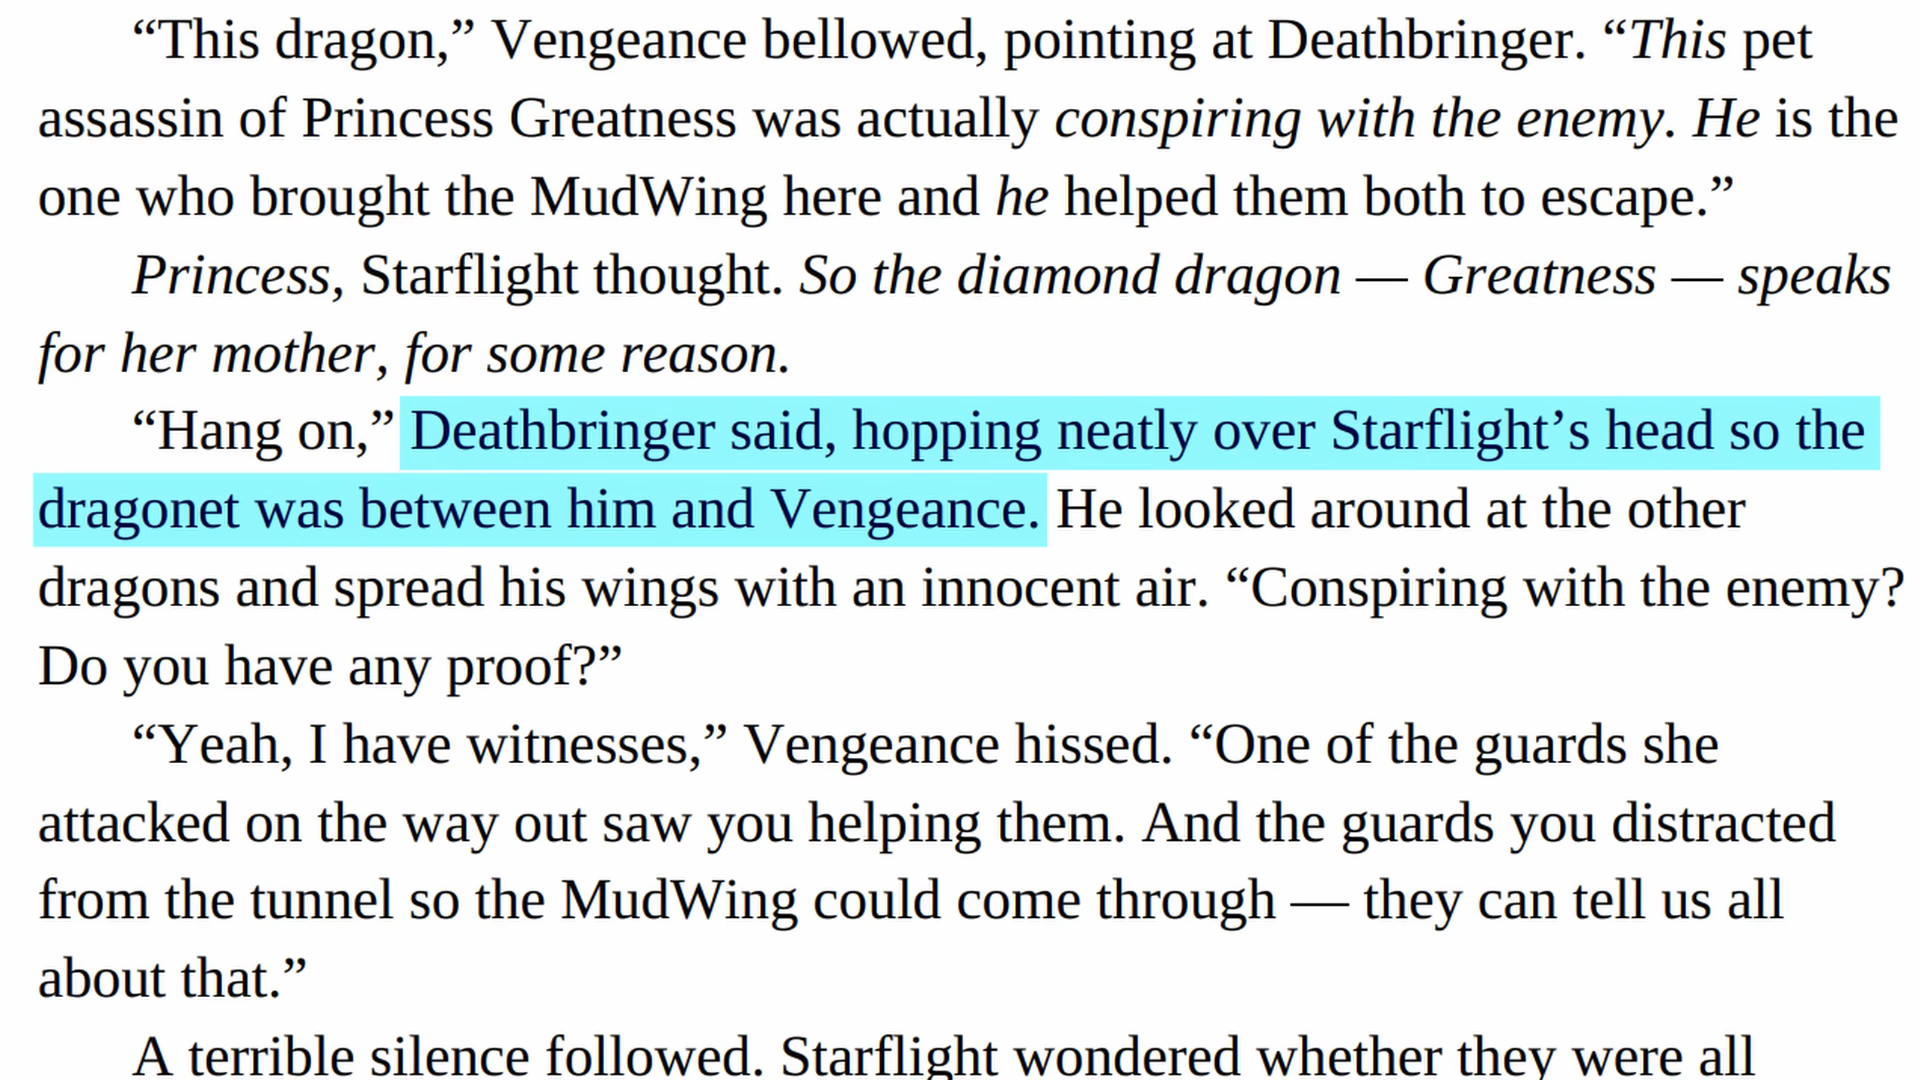 “This dragon,” Vengeance bellowed, pointing at Deathbringer. “This pet
assassin of Princess Greatness was actually conspiring with the enemy. He is the
one who brought the MudWing here and he helped them both to escape.”
Princess, Starflight thought. So the diamond dragon — Greatness — speaks
for her mother, for some reason.
“Hang on,” Deathbringer said, hopping neatly over Starflight’s head so the
dragonet was between him and Vengeance. He looked around at the other
dragons and spread his wings with an innocent air. “Conspiring with the enemy?
Do you have any proof?”
“Yeah, I have witnesses,” Vengeance hissed. “One of the guards she
attacked on the way out saw you helping them. And the guards you distracted
from the tunnel so the MudWing could come through — they can tell us all
about that.”
A terrible silence followed. Starflight wondered whether they were all